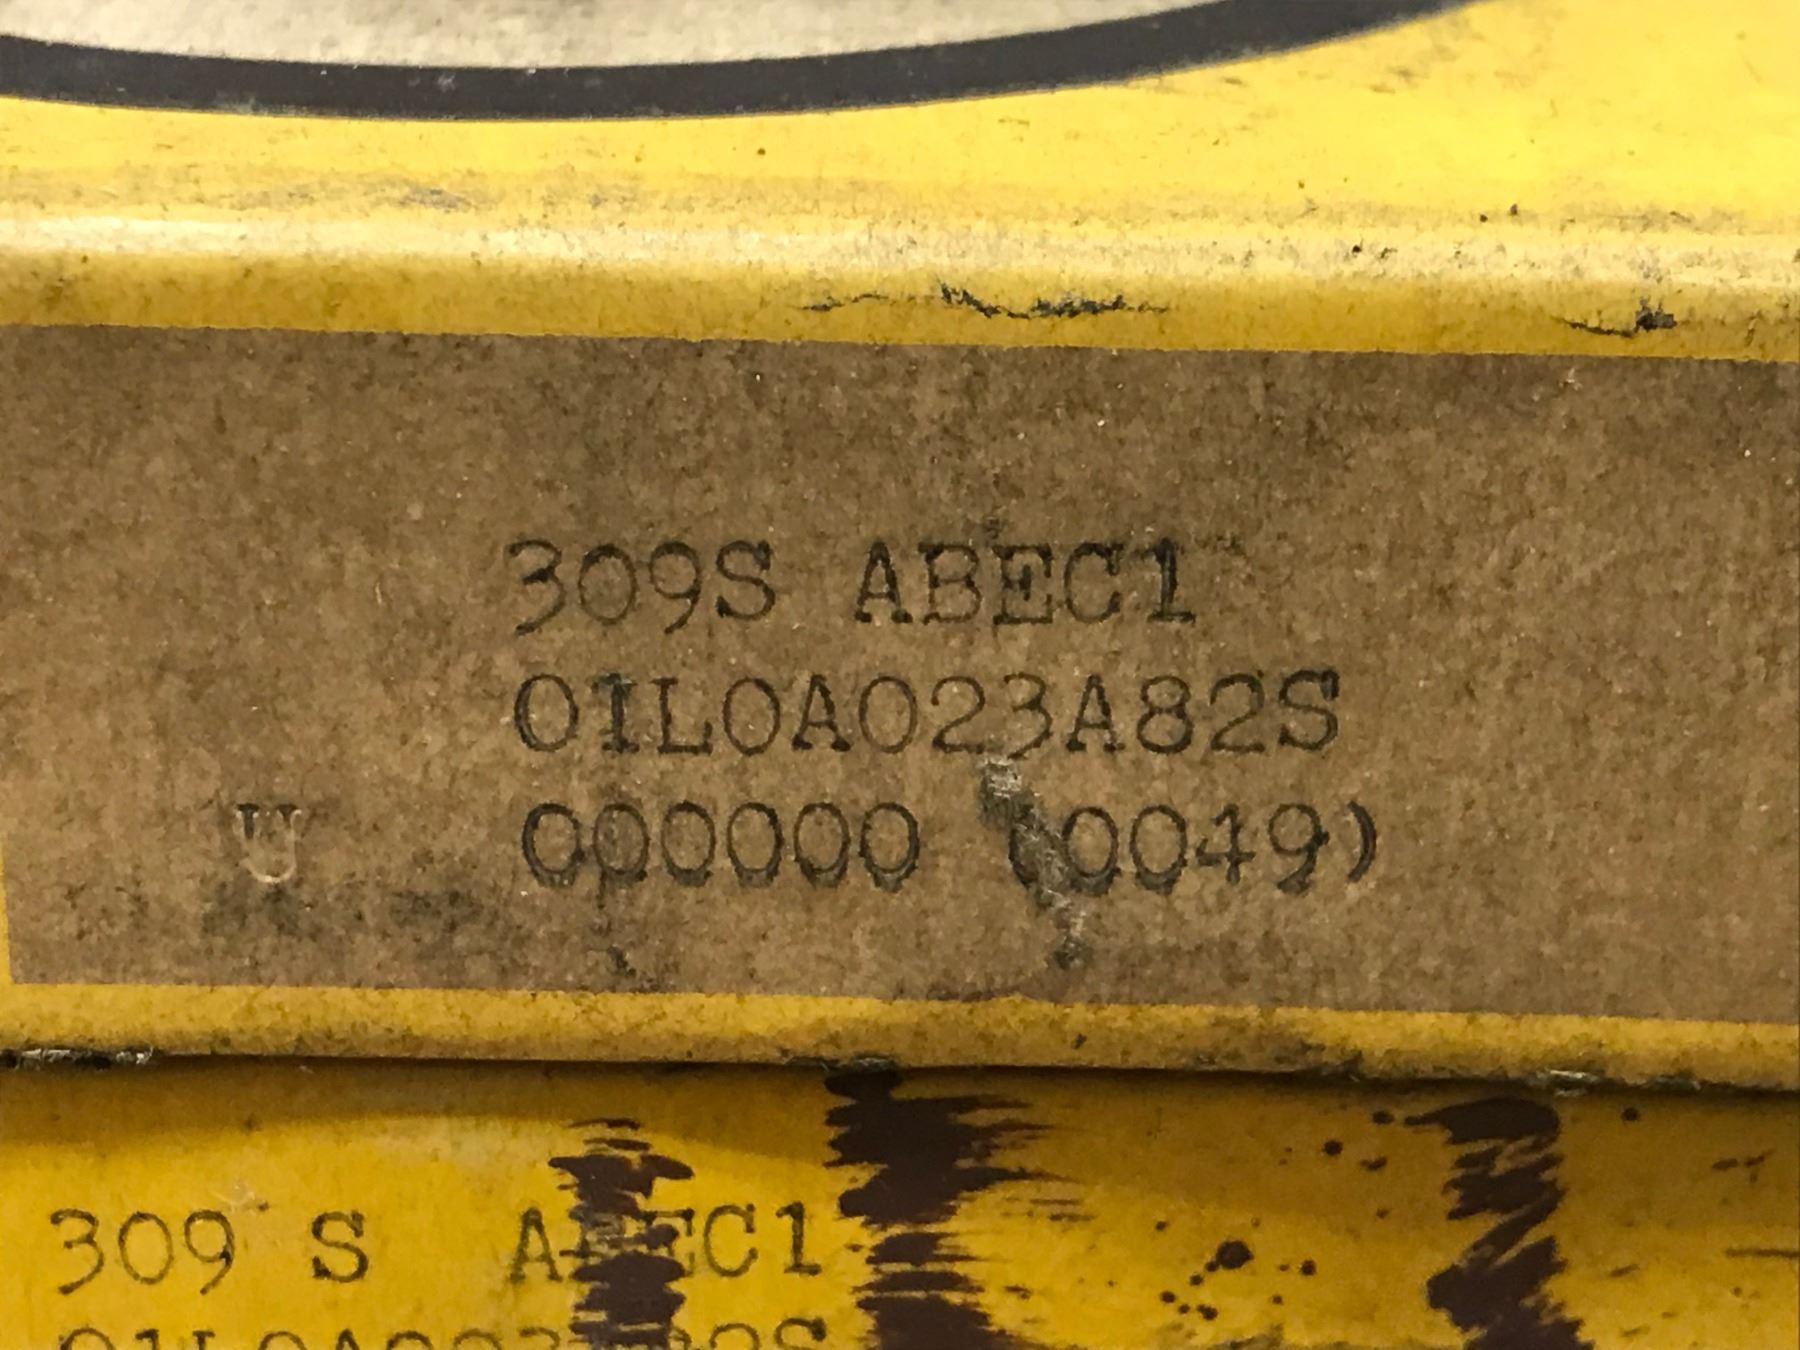 309S ABEC1
01L0A023A82S
U 000000 (0049)
309 S ABEC1